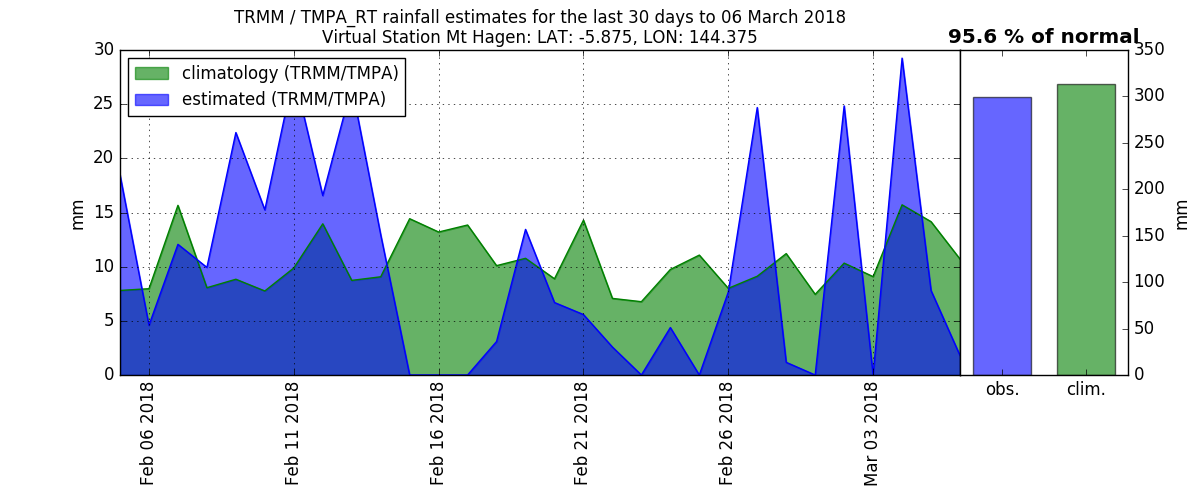 TRMM / TMPA_RT rainfall estimates for the last 30 days to 06 March 2018
Virtual Station Mt Hagen: LAT: -5.875, LON: 144.375
95.6 % of normal
climatology (TRMM/TMPA)
estimated (TRMM/TMPA)
30
25
20
15
10
5
0
mm
350
300
250
200
150
100
50
0
mm
obs.
clim.
Feb 06 2018
Feb 11 2018
Feb 16 2018
Feb 21 2018
Feb 26 2018
Mar 03 2018